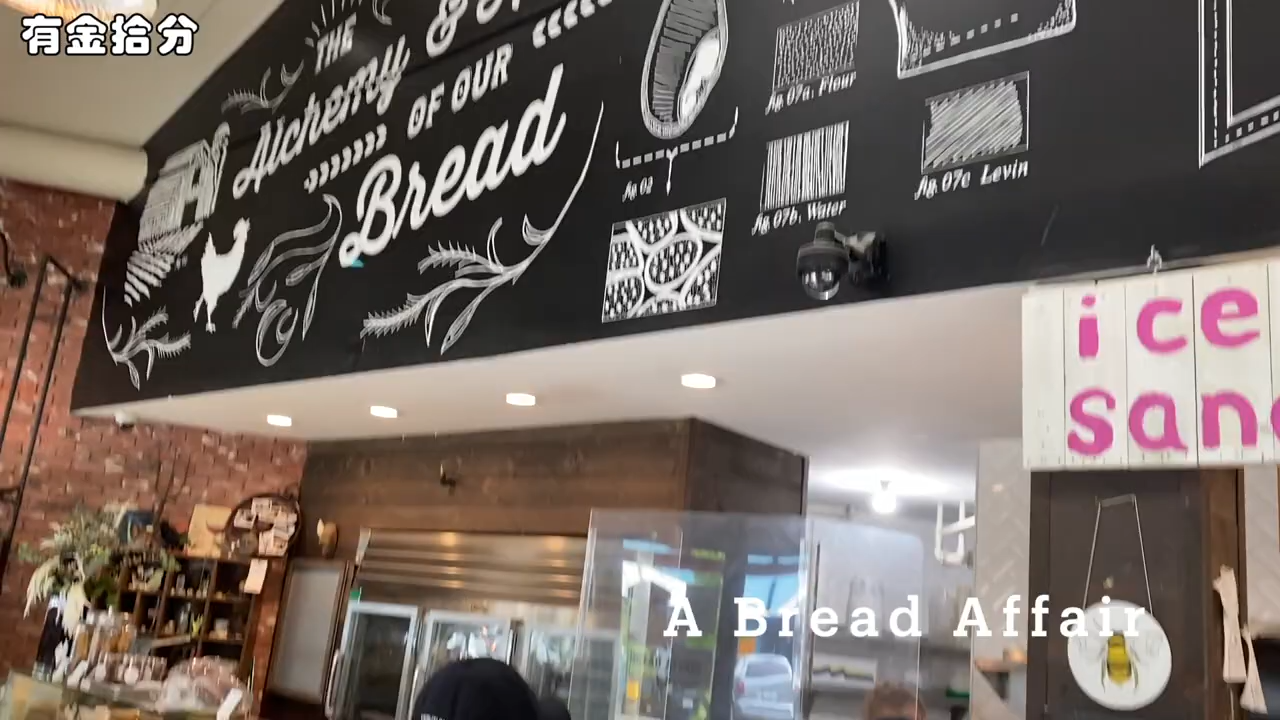 有金拾分
THE
Alchemy &
OF OUR
Bread
fig. 02
fig. 07a. Flour
fig. 07b. Water
fig. 07c Levin
ice
san
A Bread Affair